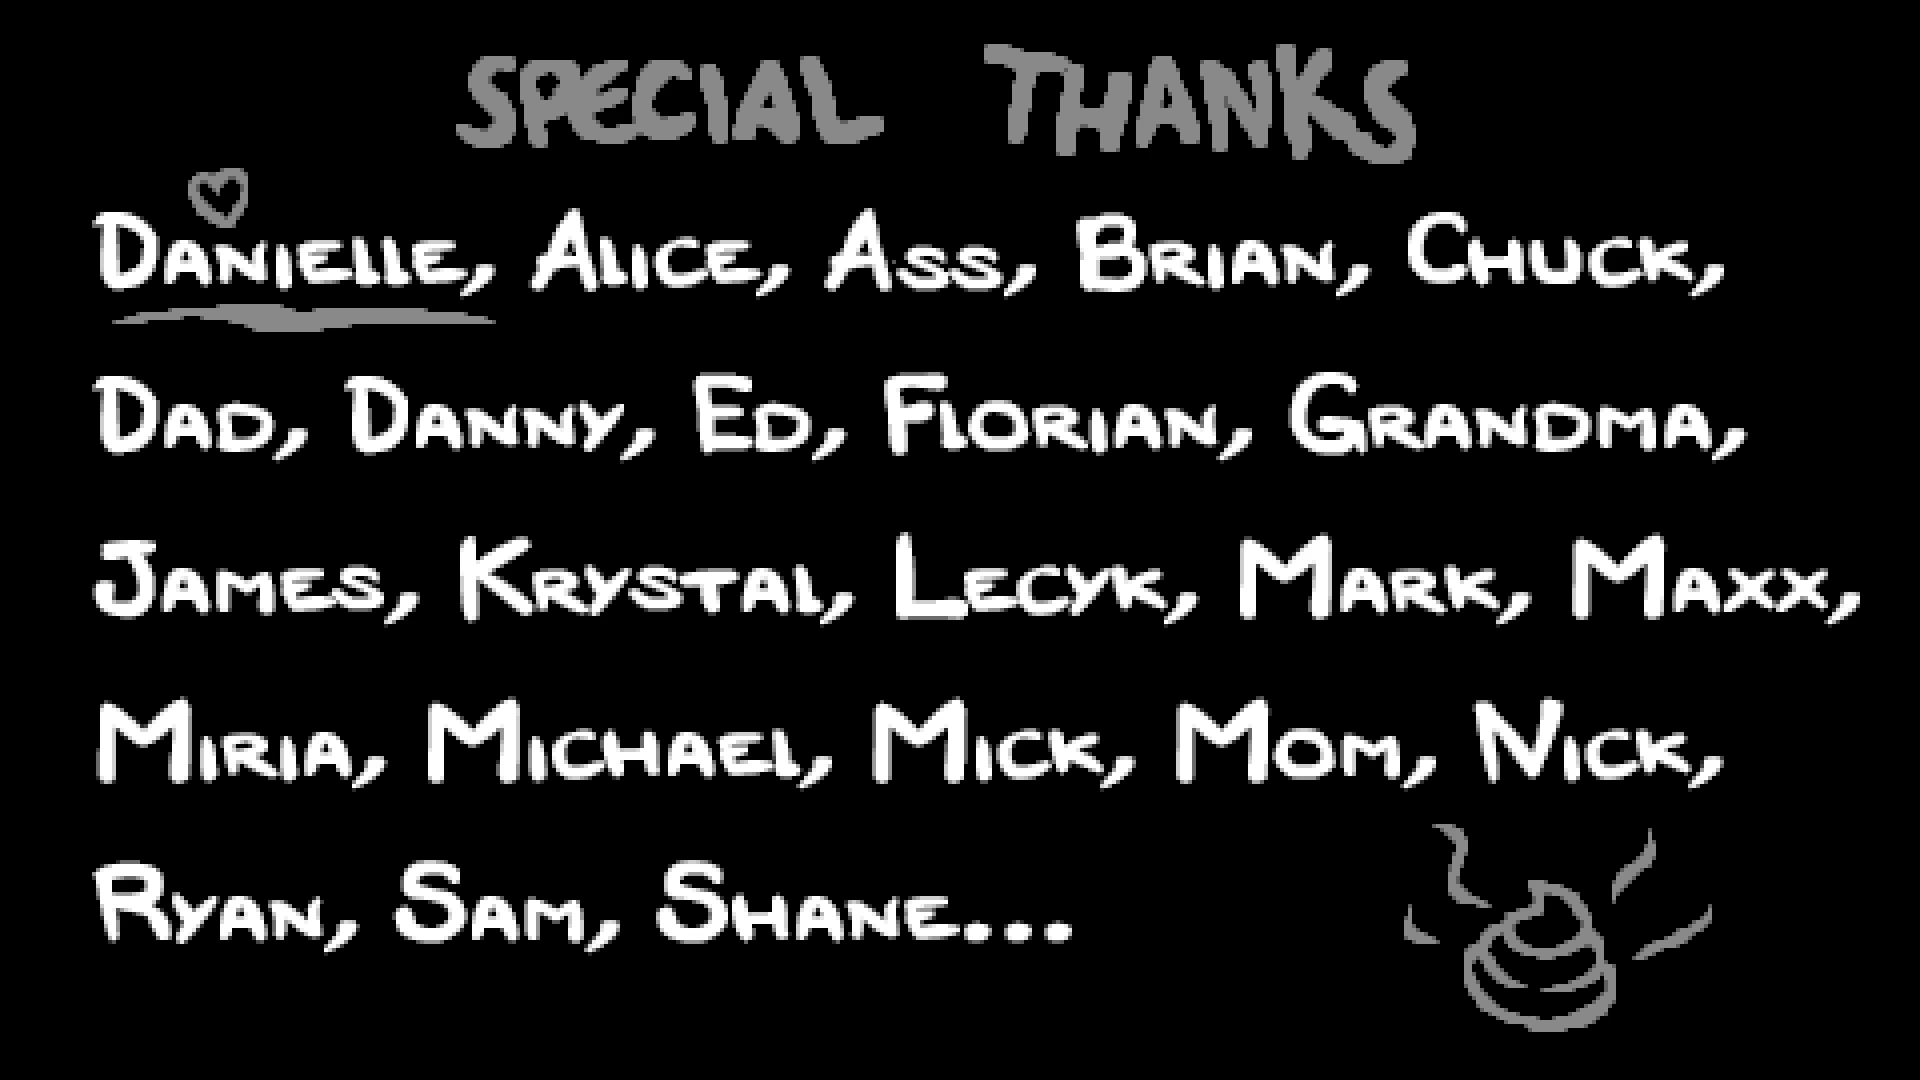 SPECIAL THANKS
DANIELLE, ALICE, ASS, BRIAN, CHUCK,
DAD, DANNY, ED, FLORIAN, GRANDMA,
JAMES, KRYSTAL, LECYK, MARK, MAXX,
MIRIA, MICHAEL, MICK, MOM, NICK,
RYAN, SAM, SHANE...